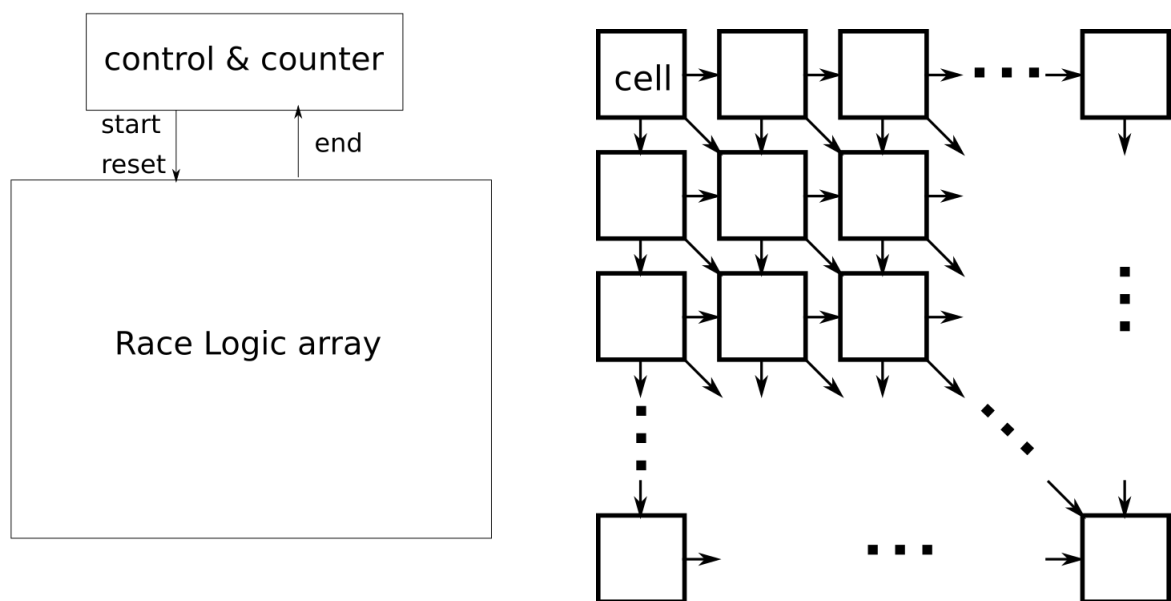 control & counter
start
reset
end
Race Logic array
cell